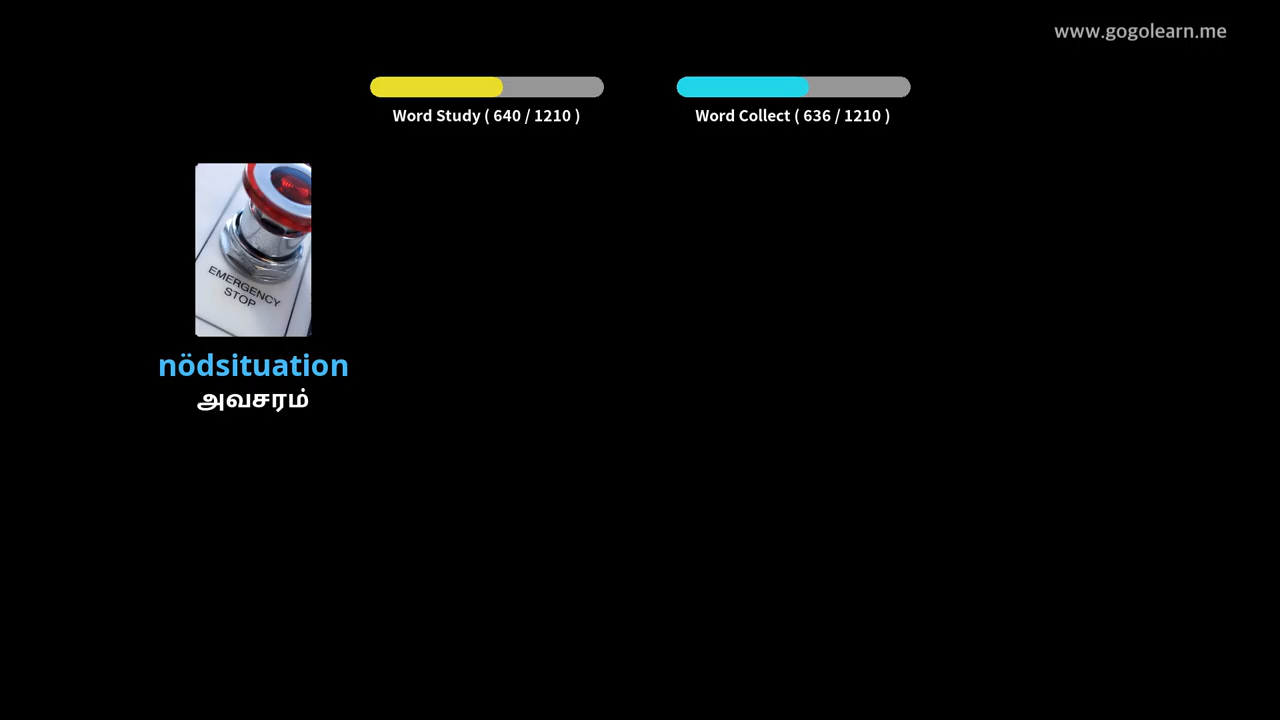 www.gogolearn.me
Word Study ( 640 / 1210 )
Word Collect ( 636 / 1210 )
EMERGENCY
STOP
nödsituation
அவசரம்